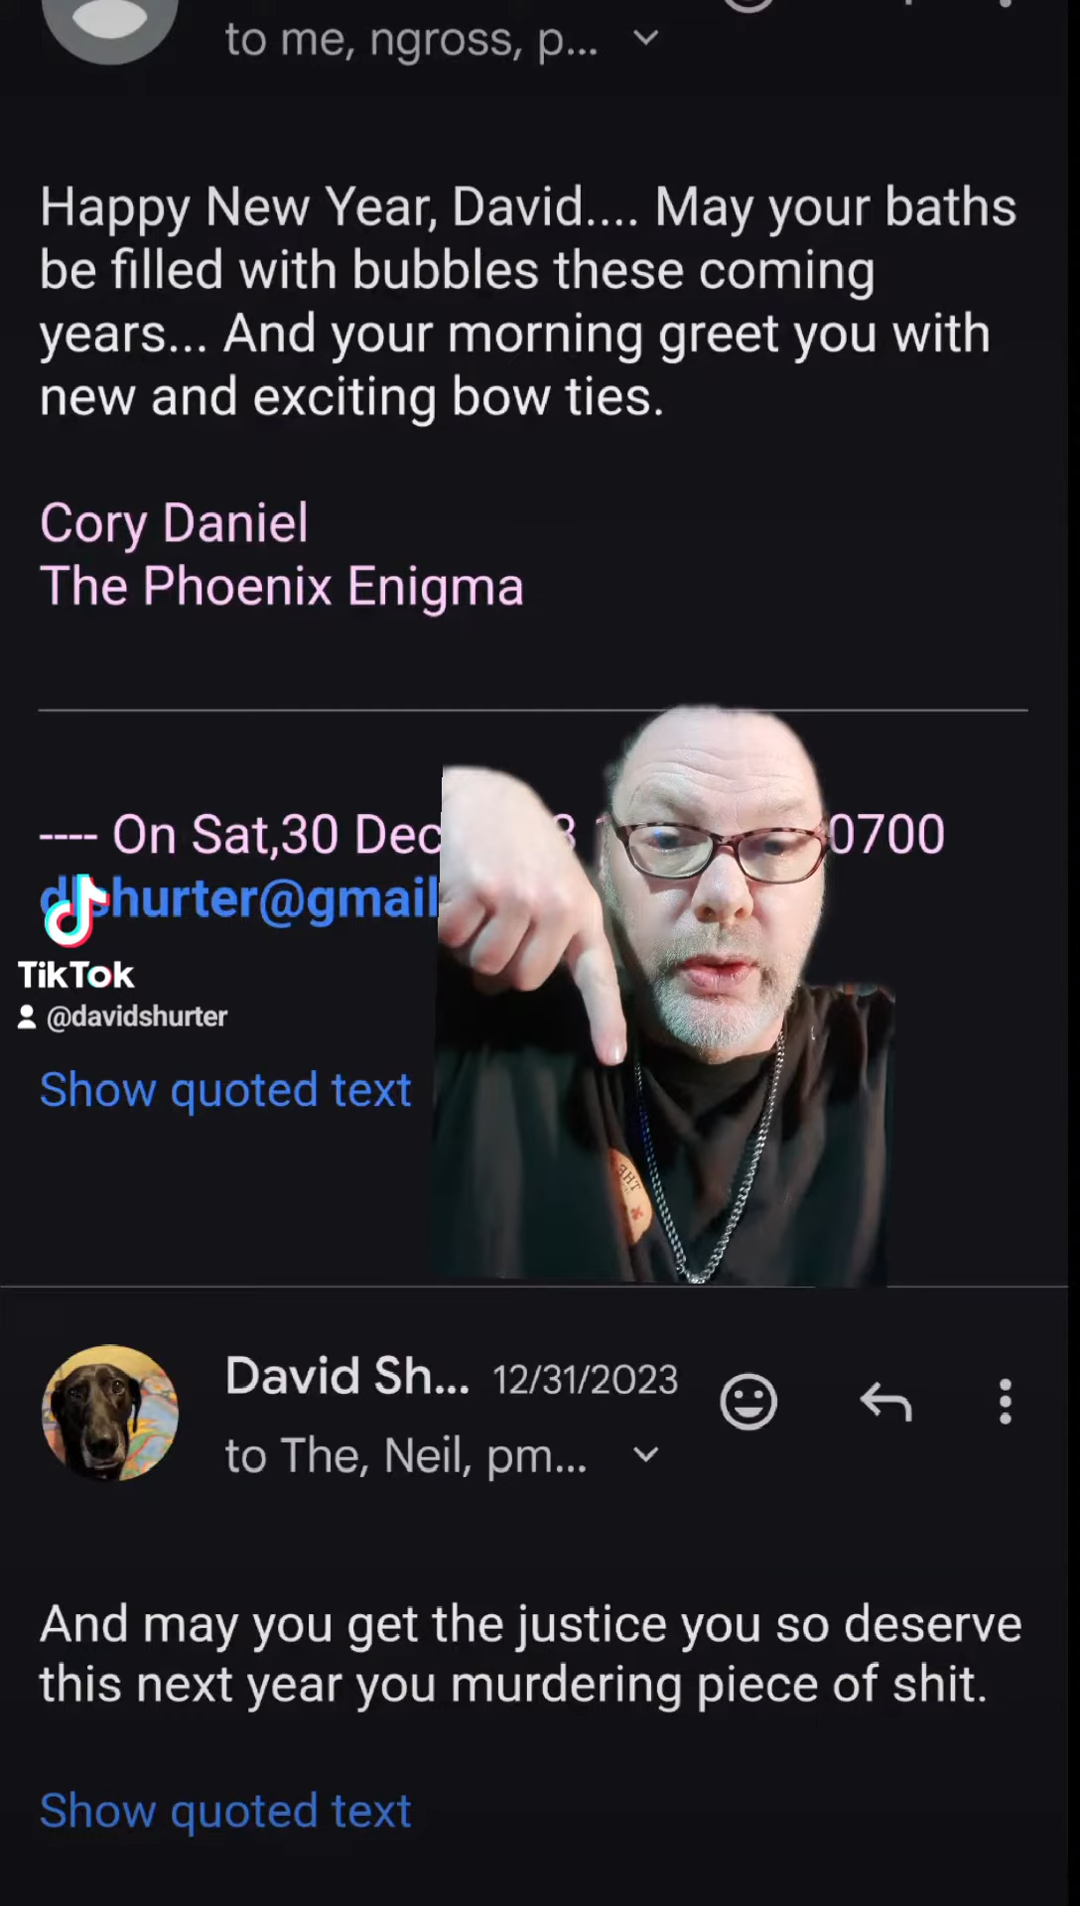 to me, ngross, p...
Happy New Year, David.... May your baths
be filled with bubbles these coming
years... And your morning greet you with
new and exciting bow ties.
Cory Daniel
The Phoenix Enigma
---- On Sat,30 Dec 0700
shurter@gmail
TikTok
@davidshurter
Show quoted text
THE
David Sh... 12/31/2023
to The, Neil, pm...
And may you get the justice you so deserve
this next year you murdering piece of shit.
Show quoted text